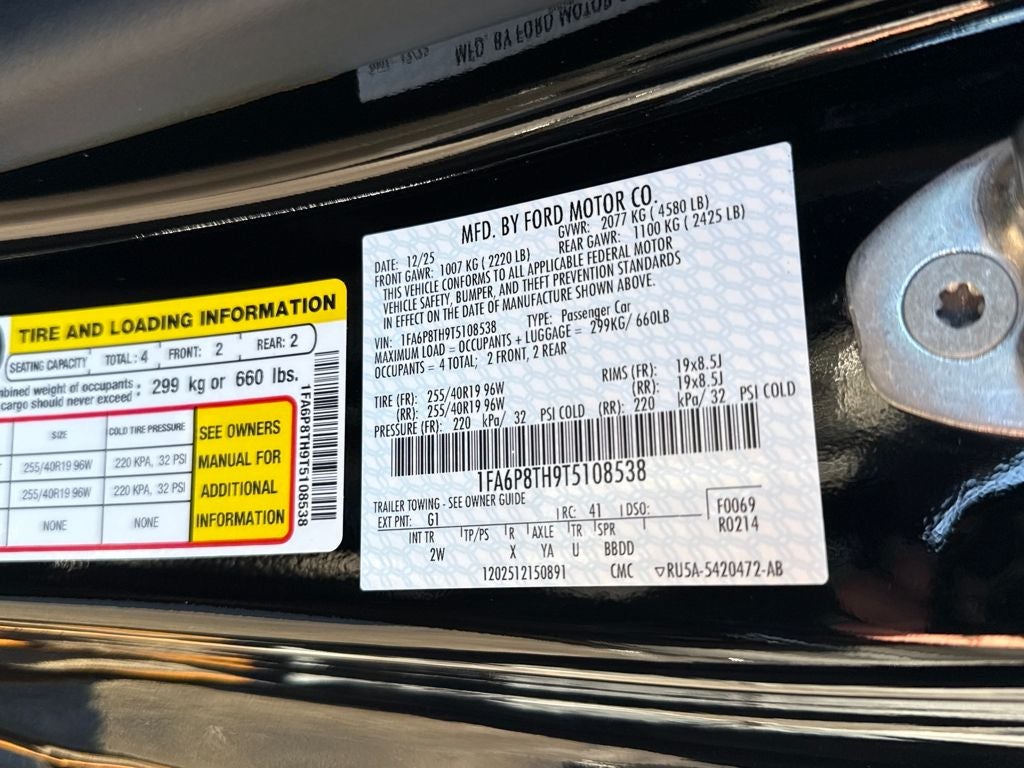 MFD. BY FORD MOTOR CO
TIRE AND LOADING INFORMATION
SEATING CAPACITY TOTAL: 4 FRONT: 2 REAR: 2
combined weight of occupants
cargo should never exceed 299 kg or 660 lbs.
SIZE COLD TIRE PRESSURE
255/40R19 96W 220 KPA, 32 PSI
255/40R19 96W 220 KPA, 32 PSI
NONE NONE
SEE OWNERS
MANUAL FOR
ADDITIONAL
INFORMATION
1FA6P8TH9T5108538
MFD. BY FORD MOTOR CO.
DATE: 12/25 GVWR: 2077 KG ( 4580 LB)
FRONT GAWR: 1007 KG ( 2220 LB) REAR GAWR: 1100 KG ( 2425 LB)
THIS VEHICLE CONFORMS TO ALL APPLICABLE FEDERAL MOTOR
VEHICLE SAFETY, BUMPER, AND THEFT PREVENTION STANDARDS
IN EFFECT ON THE DATE OF MANUFACTURE SHOWN ABOVE.
VIN: 1FA6P8TH9T5108538 TYPE: Passenger Car
MAXIMUM LOAD = OCCUPANTS + LUGGAGE = 299KG/ 660LB
OCCUPANTS = 4 TOTAL; 2 FRONT, 2 REAR
TIRE (FR): 255/40R19 96W RIMS (FR): 19x8.5J
(RR): 255/40R19 96W (RR): 19x8.5J
PRESSURE (FR): 220 kPa/ 32 PSI COLD (RR): 220 kPa/ 32 PSI COLD
1FA6P8TH9T5108538
TRAILER TOWING - SEE OWNER GUIDE
EXT PNT: G1 RC: 41 DSO: F0069
R0214
INT TR TP/PS R AXLE TR SPR
2W X YA U BBDD
1202512150891 CMC ▽RU5A-5420472-AB